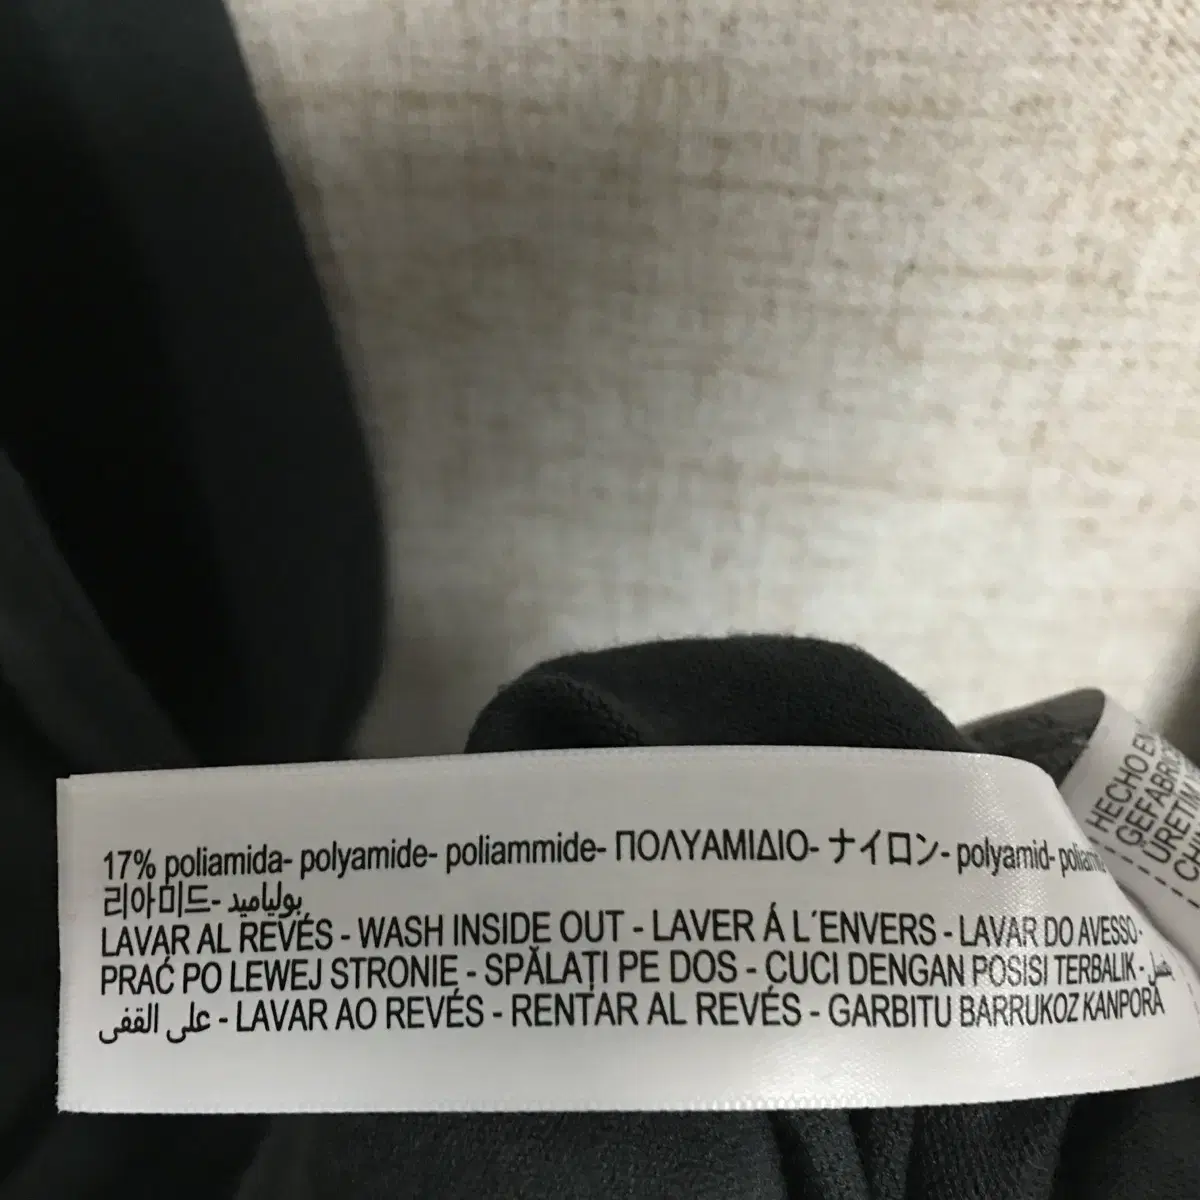 17% poliamida- polyamide- poliammide- ΠΟΛΥΑΜΙΔΙΟ- ナイロン- polyamid-
리아미드- بولياميد
LAVAR AL REVÉS - WASH INSIDE OUT - LAVER Á L´ENVERS - LAVAR DO AVESSO-
PRAĆ PO LEWEJ STRONIE - SPĂLAȚI PE DOS - CUCI DENGAN POSISI TERBALIK -
على القفى - LAVAR AO REVÉS - RENTAR AL REVÉS - GARBITU BARRUKOZ KANPORA
HECHO EN